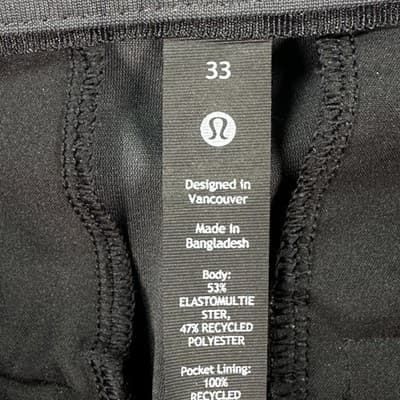 33
Designed in
Vancouver
Made in
Bangladesh
Body:
53%
ELASTOMULTIE
STER,
47% RECYCLED
POLYESTER
Pocket Lining:
100%
RECYCLED